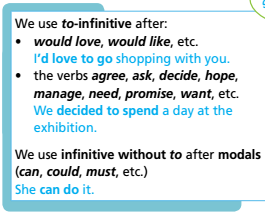 We use to-infinitive after:
• would love, would like, etc.
I'd love to go shopping with you.
• the verbs agree, ask, decide, hope,
manage, need, promise, want, etc.
We decided to spend a day at the
exhibition.
We use infinitive without to after modals
(can, could, must, etc.)
She can do it.